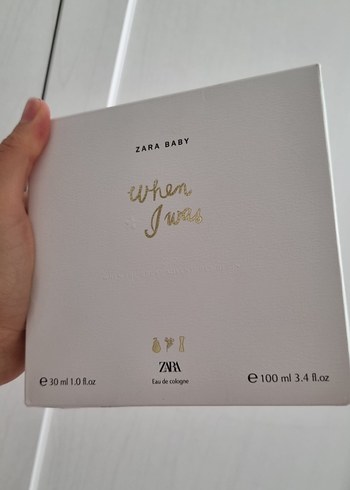 ZARA BABY
When
I was
ZARA
Eau de cologne
℮ 30 ml 1.0 fl.oz
℮ 100 ml 3.4 fl.oz